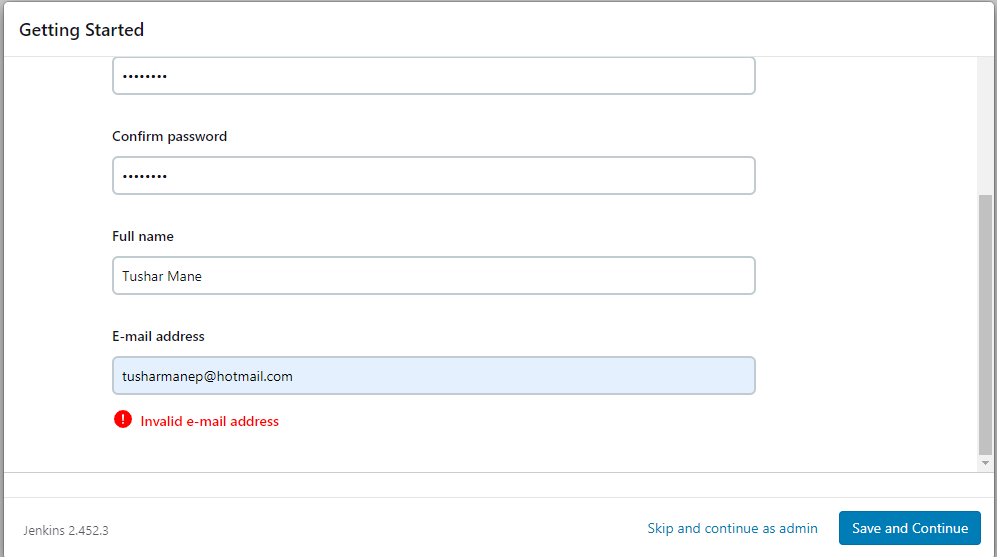 Getting Started
••••••••
Confirm password
••••••••
Full name
Tushar Mane
E-mail address
tusharmanep@hotmail.com
! Invalid e-mail address
Jenkins 2.452.3 Skip and continue as admin Save and Continue